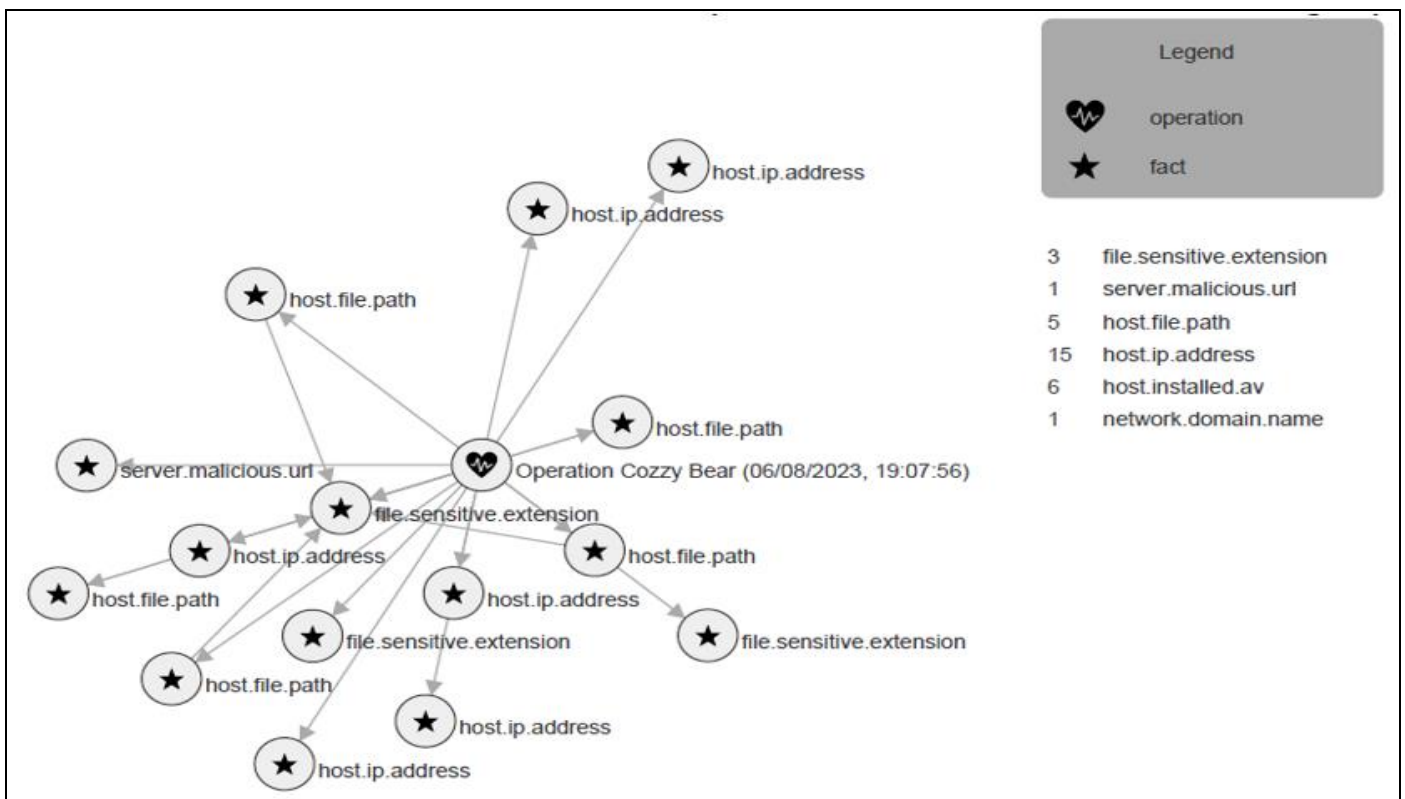 Legend
operation
fact
host.ip.address
host.ip.address
host.file.path
host.file.path
server.malicious.url
Operation Cozzy Bear (06/08/2023, 19:07:56)
file.sensitive.extension
host.ip.address
host.file.path
host.file.path
host.ip.address
file.sensitive.extension
file.sensitive.extension
host.file.path
host.ip.address
host.ip.address
3 file.sensitive.extension
1 server.malicious.url
5 host.file.path
15 host.ip.address
6 host.installed.av
1 network.domain.name